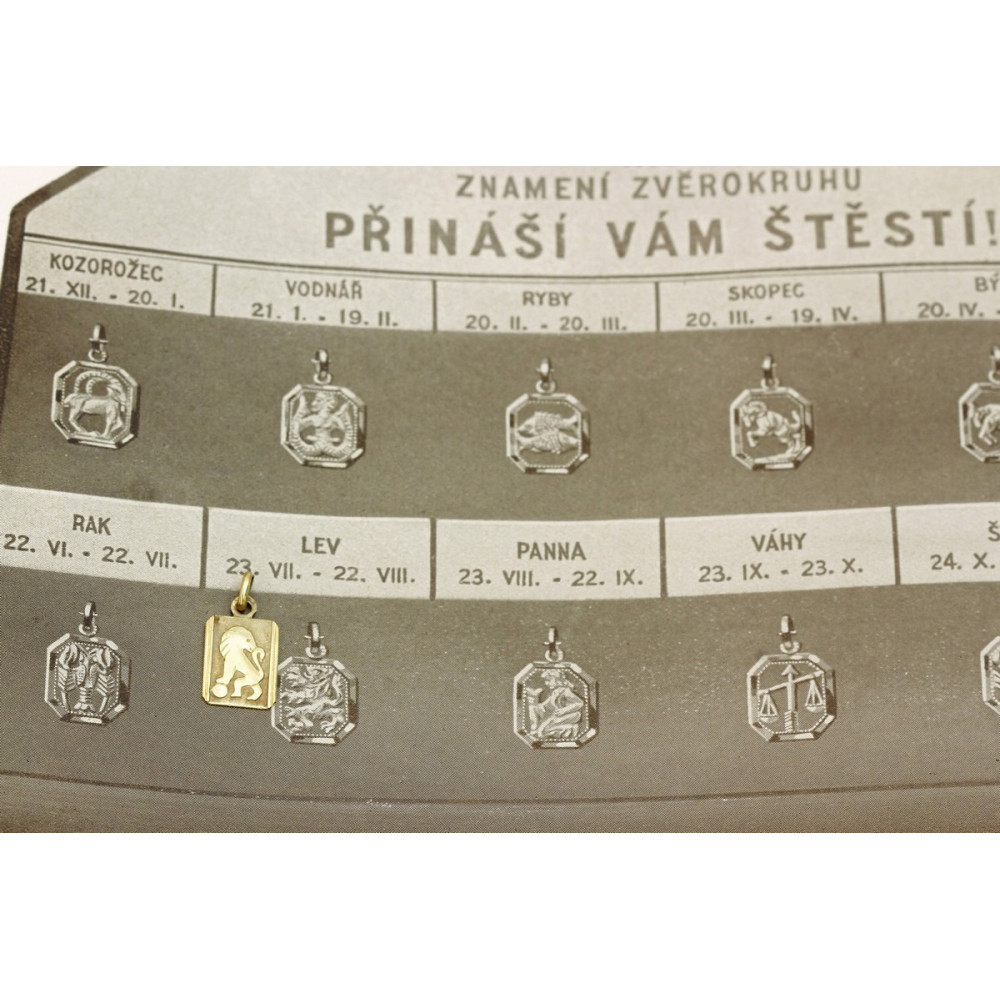 ZNAMENÍ ZVĚROKRUHU
PŘINÁŠÍ VÁM ŠTĚSTÍ!
KOZOROŽEC
21. XII. - 20. I.
VODNÁŘ
21. 1. - 19. II.
RYBY
20. II. - 20. III.
SKOPEC
20. III. - 19. IV.
BÝ
20. IV. -
RAK
22. VI. - 22. VII.
LEV
23. VII. - 22. VIII.
PANNA
23. VIII. - 22. IX.
VÁHY
23. IX. - 23. X.
Š
24. X.